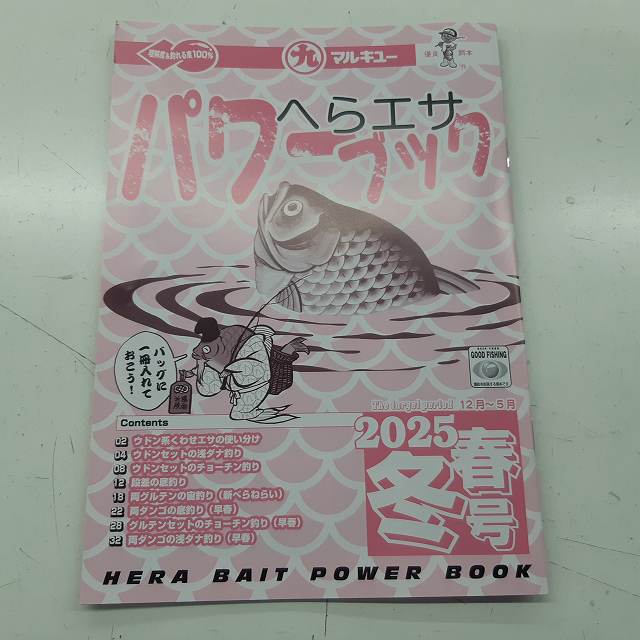 理解度&釣れる率100%
九 マルキユー
へらエサ
パワーブック
バッグに
一冊入れて
おこう!
GOOD FISHING
The target period 12月~5月
Contents
02 ウドン系くわせエサの使い分け
04 ウドンセットの浅ダナ釣り
08 ウドンセットのチョーチン釣り
12 段差の底釣り
18 両グルテンの宙釣り(新べらねらい)
22 両ダンゴの底釣り(早春)
28 グルテンセットのチョーチン釣り(早春)
32 両ダンゴの浅ダナ釣り(早春)
2025
冬春号
HERA BAIT POWER BOOK